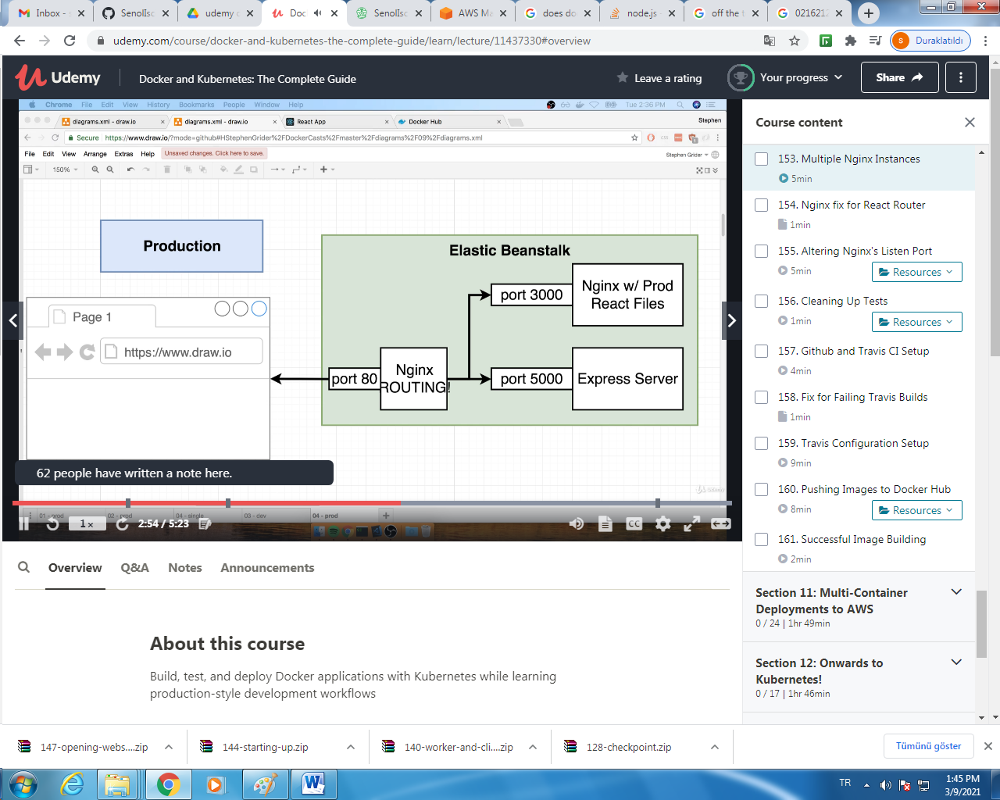 Inbox - s
SenolIsc
udemy c
Doc
SenolIsc
AWS Ma
does do
node.js -
off the t
021621
udemy.com/course/docker-and-kubernetes-the-complete-guide/learn/lecture/11437330#overview
S Duraklatıldı
Udemy
Docker and Kubernetes: The Complete Guide
Leave a rating
Your progress
Share
Chrome File Edit View History Bookmarks People Window Help
Tue 2:36 PM
diagrams.xml - draw.io
diagrams.xml - draw.io
React App
Docker Hub
Stephen
Secure https://www.draw.io/?mode=github#HStephenGrider%2FDockerCasts%2Fmaster%2Fdiagrams%2F09%2Fdiagrams.xml
File Edit View Arrange Extras Help
Unsaved changes. Click here to save.
Stephen Grider
150%
Production
Elastic Beanstalk
port 3000
Nginx w/ Prod
React Files
Page 1
https://www.draw.io
port 80
Nginx
ROUTING!
port 5000
Express Server
62 people have written a note here.
Udemy
01 - prod
02 - prod
04 - single
03 - dev
04 - prod
1 x
2:54 / 5:23
CC
Overview
Q&A
Notes
Announcements
About this course
Build, test, and deploy Docker applications with Kubernetes while learning
production-style development workflows
Course content
153. Multiple Nginx Instances
5min
154. Nginx fix for React Router
1min
155. Altering Nginx's Listen Port
5min
Resources
156. Cleaning Up Tests
1min
Resources
157. Github and Travis CI Setup
4min
158. Fix for Failing Travis Builds
1min
159. Travis Configuration Setup
9min
160. Pushing Images to Docker Hub
8min
Resources
161. Successful Image Building
2min
Section 11: Multi-Container
Deployments to AWS
0 / 24 | 1hr 49min
Section 12: Onwards to
Kubernetes!
0 / 17 | 1hr 46min
147-opening-webs....zip
144-starting-up.zip
140-worker-and-cli....zip
128-checkpoint.zip
Tümünü göster
TR
1:45 PM
3/9/2021